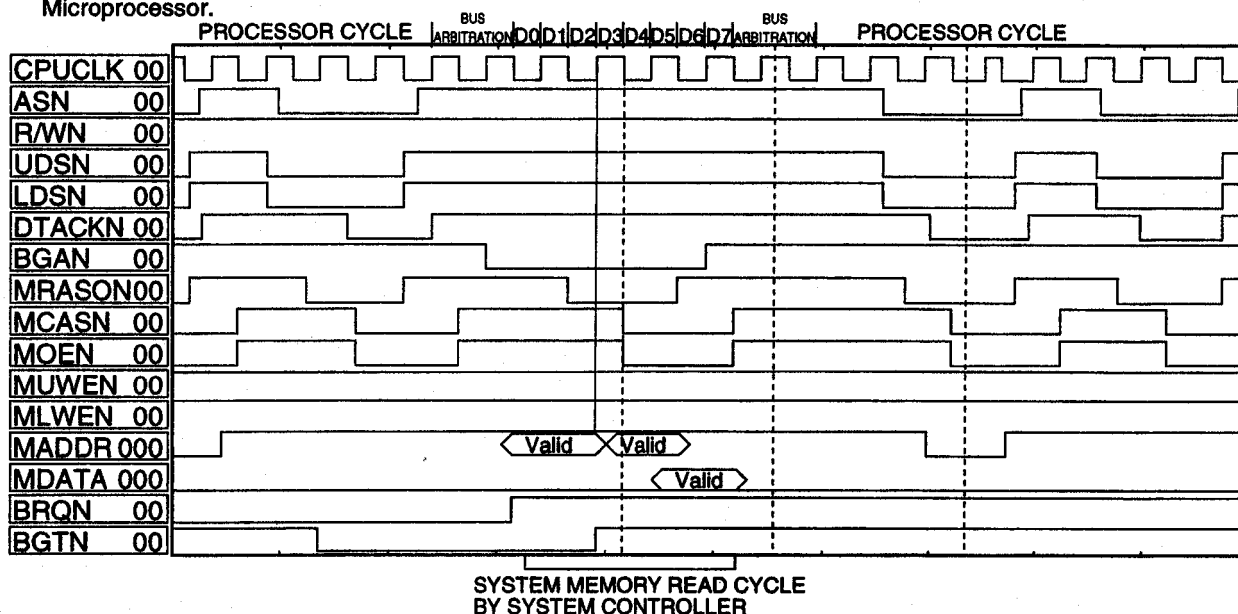 Microprocessor.
PROCESSOR CYCLE
BUS ARBITRATION
D0 D1 D2 D3 D4 D5 D6 D7
BUS ARBITRATION
PROCESSOR CYCLE
CPUCLK 00
ASN 00
R/WN 00
UDSN 00
LDSN 00
DTACKN 00
BGAN 00
MRASON00
MCASN 00
MOEN 00
MUWEN 00
MLWEN 00
MADDR 000 Valid Valid
MDATA 000 Valid
BRQN 00
BGTN 00
SYSTEM MEMORY READ CYCLE
BY SYSTEM CONTROLLER